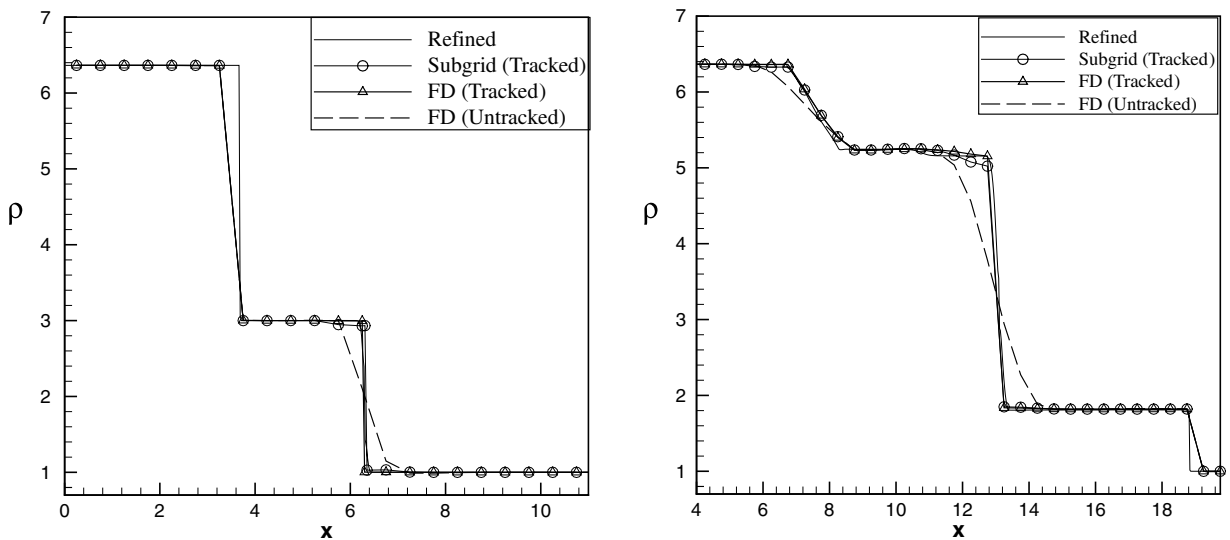 7
6
5
4
3
2
1
ρ
0 2 4 6 8 10
x
Refined
Subgrid (Tracked)
FD (Tracked)
FD (Untracked)
7
6
5
4
3
2
1
ρ
4 6 8 10 12 14 16 18
x
Refined
Subgrid (Tracked)
FD (Tracked)
FD (Untracked)